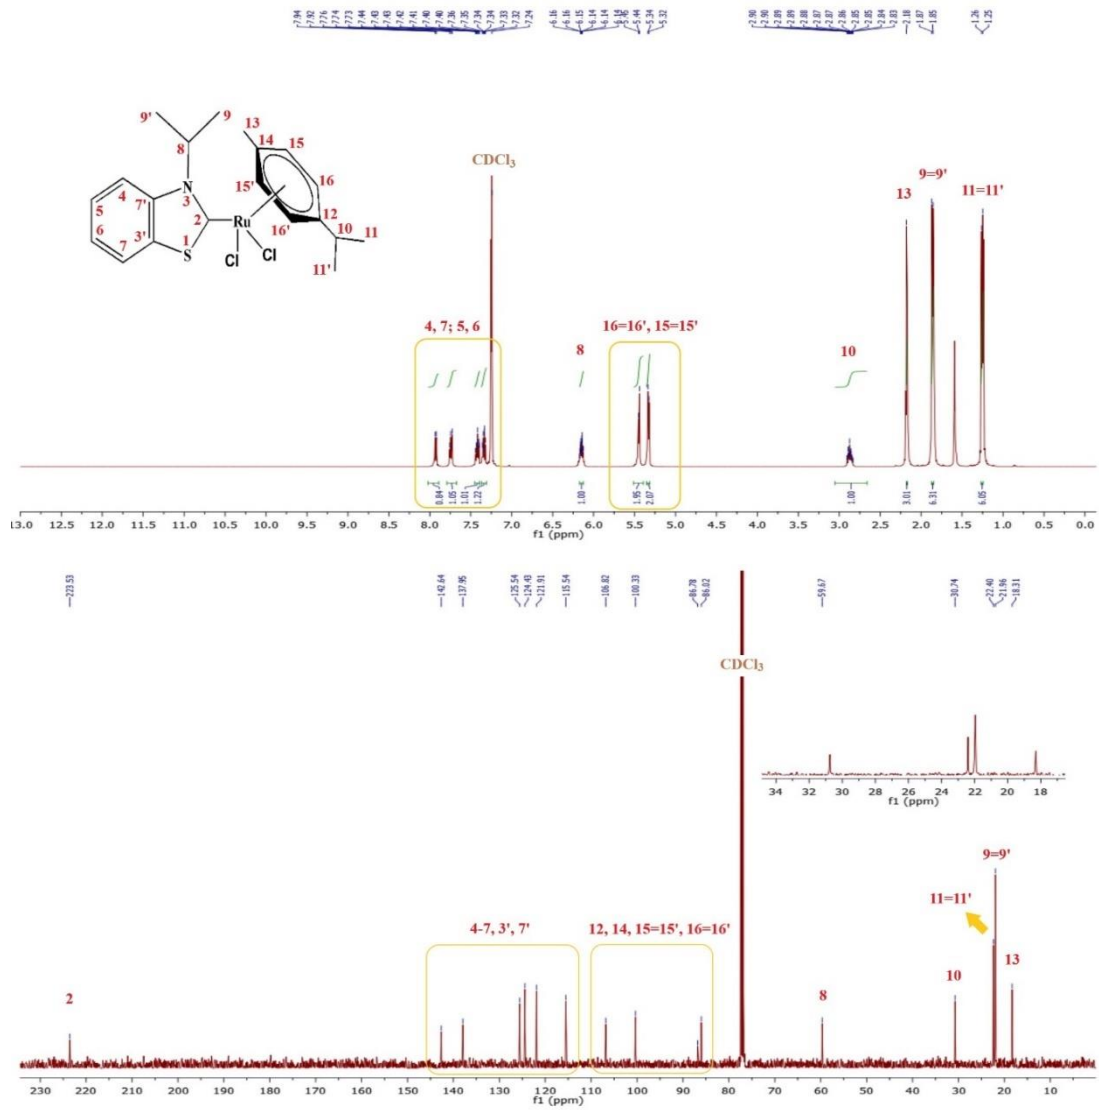 7.94 7.92 7.76 7.74 7.73 7.44 7.43 7.43 7.42 7.41 7.40 7.40 7.36 7.35 7.34 7.34 7.33 7.32 7.24 6.16 6.16 6.15 6.14 6.14 6.14 5.44 5.34 5.32 2.90 2.90 2.89 2.89 2.88 2.87 2.87 2.86 2.85 2.85 2.84 2.83 2.18 1.87 1.85 1.26 1.25
9' 9
8
13
14 15
4 N 15' 16
5 7' 3 2 Ru 12
6 3' 16' 10 11
7 1 S Cl Cl 11'
CDCl3
13 9=9' 11=11'
4, 7; 5, 6 16=16', 15=15'
8 10
0.84 1.05 1.01 1.22 1.00 1.95 2.07 1.00 3.01 6.31 6.05
13.0 12.5 12.0 11.5 11.0 10.5 10.0 9.5 9.0 8.5 8.0 7.5 7.0 6.5 6.0 5.5 5.0 4.5 4.0 3.5 3.0 2.5 2.0 1.5 1.0 0.5 0.0
f1 (ppm)
223.53 142.64 137.95 125.54 124.43 121.91 115.54 106.82 100.33 86.78 86.02 59.67 30.74 22.40 21.96 18.31
CDCl3
34 32 30 28 26 24 22 20 18
f1 (ppm)
9=9'
11=11'
4-7, 3', 7' 12, 14, 15=15', 16=16'
2 8 10 13
230 220 210 200 190 180 170 160 150 140 130 120 110 100 90 80 70 60 50 40 30 20 10
f1 (ppm)